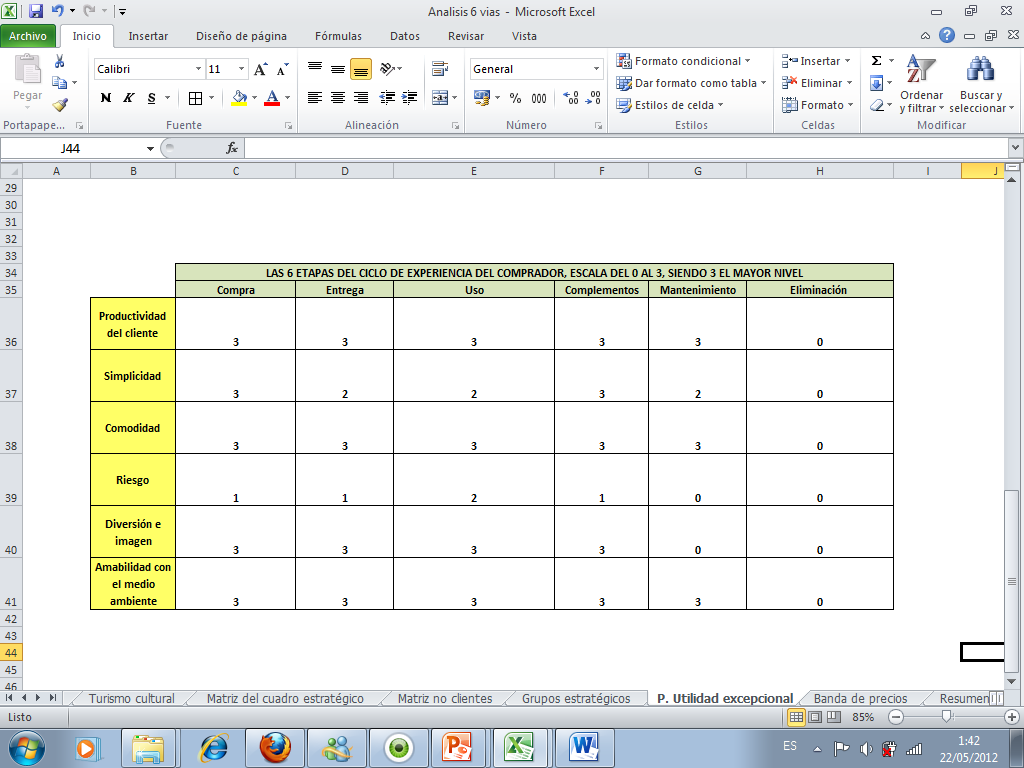 Analisis 6 vias - Microsoft Excel
Archivo Inicio Insertar Diseño de página Fórmulas Datos Revisar Vista
Pegar
Calibri 11
N K S
General
% 000
Formato condicional
Dar formato como tabla
Estilos de celda
Insertar
Eliminar
Formato
Σ
Ordenar y filtrar
Buscar y seleccionar
Portapape... Fuente Alineación Número Estilos Celdas Modificar
J44 fx
A B C D E F G H I J
29
30
31
32
33
34 LAS 6 ETAPAS DEL CICLO DE EXPERIENCIA DEL COMPRADOR, ESCALA DEL 0 AL 3, SIENDO 3 EL MAYOR NIVEL
35 Compra Entrega Uso Complementos Mantenimiento Eliminación
Productividad
del cliente
36 3 3 3 3 3 0
Simplicidad
37 3 2 2 3 2 0
Comodidad
38 3 3 3 3 3 0
Riesgo
39 1 1 2 1 0 0
Diversión e
imagen
40 3 3 3 3 0 0
Amabilidad con
el medio
ambiente
41 3 3 3 3 3 0
42
43
44
45
46
Turismo cultural Matriz del cuadro estratégico Matriz no clientes Grupos estratégicos P. Utilidad excepcional Banda de precios Resumen
Listo 85%
ES 1:42
22/05/2012